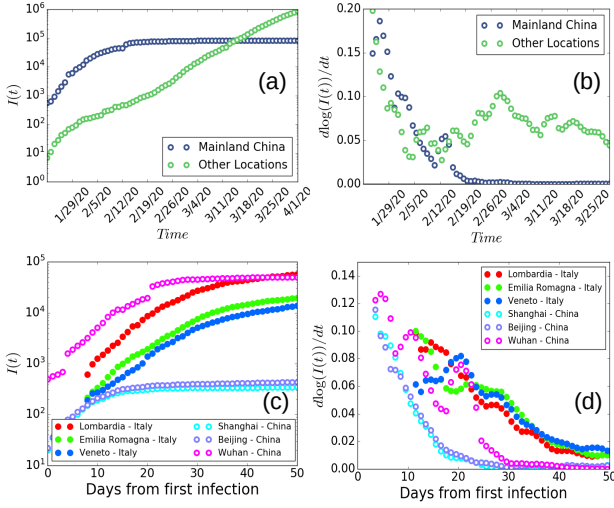 10^6
10^5
10^4
10^3
10^2
10^1
10^0
I(t)
(a)
Mainland China
Other Locations
1/29/20
2/5/20
2/12/20
2/19/20
2/26/20
3/4/20
3/11/20
3/18/20
3/25/20
4/1/20
Time
0.20
0.15
0.10
0.05
0.00
dlog(I(t))/dt
Mainland China
Other Locations
(b)
1/29/20
2/5/20
2/12/20
2/19/20
2/26/20
3/4/20
3/11/20
3/18/20
3/25/20
Time
10^5
10^4
10^3
10^2
10^1
I(t)
(c)
Lombardia - Italy
Emilia Romagna - Italy
Veneto - Italy
Shanghai - China
Beijing - China
Wuhan - China
0 10 20 30 40 50
Days from first infection
0.14
0.12
0.10
0.08
0.06
0.04
0.02
0.00
dlog(I(t))/dt
Lombardia - Italy
Emilia Romagna - Italy
Veneto - Italy
Shanghai - China
Beijing - China
Wuhan - China
(d)
0 10 20 30 40 50
Days from first infection